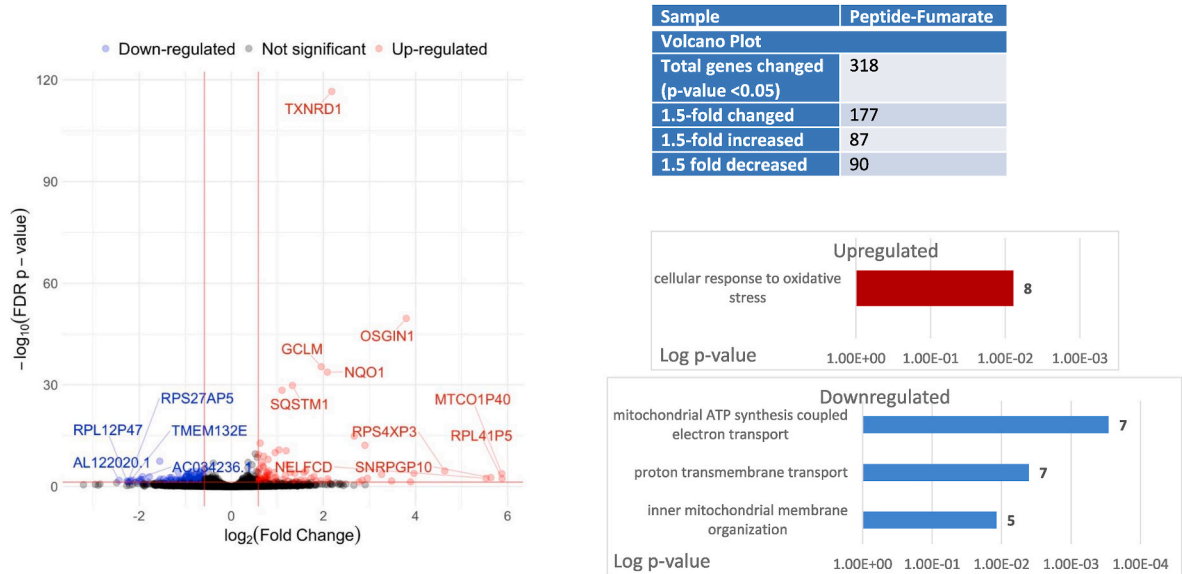 Down-regulated Not significant Up-regulated
120
90
60
30
0
-2 0 2 4 6
−log10(FDR p − value)
log2(Fold Change)
TXNRD1
OSGIN1
GCLM
NQO1
SQSTM1
MTCO1P40
RPS4XP3
RPL41P5
NELFCD SNRPGP10
RPS27AP5
RPL12P47
TMEM132E
AL122020.1
AC034236.1
Sample Peptide-Fumarate
Volcano Plot
Total genes changed 318
(p-value <0.05)
1.5-fold changed 177
1.5-fold increased 87
1.5 fold decreased 90
Upregulated
cellular response to oxidative
stress
8
Log p-value 1.00E+00 1.00E-01 1.00E-02 1.00E-03
Downregulated
mitochondrial ATP synthesis coupled
electron transport
7
proton transmembrane transport 7
inner mitochondrial membrane
organization
5
Log p-value 1.00E+00 1.00E-01 1.00E-02 1.00E-03 1.00E-04